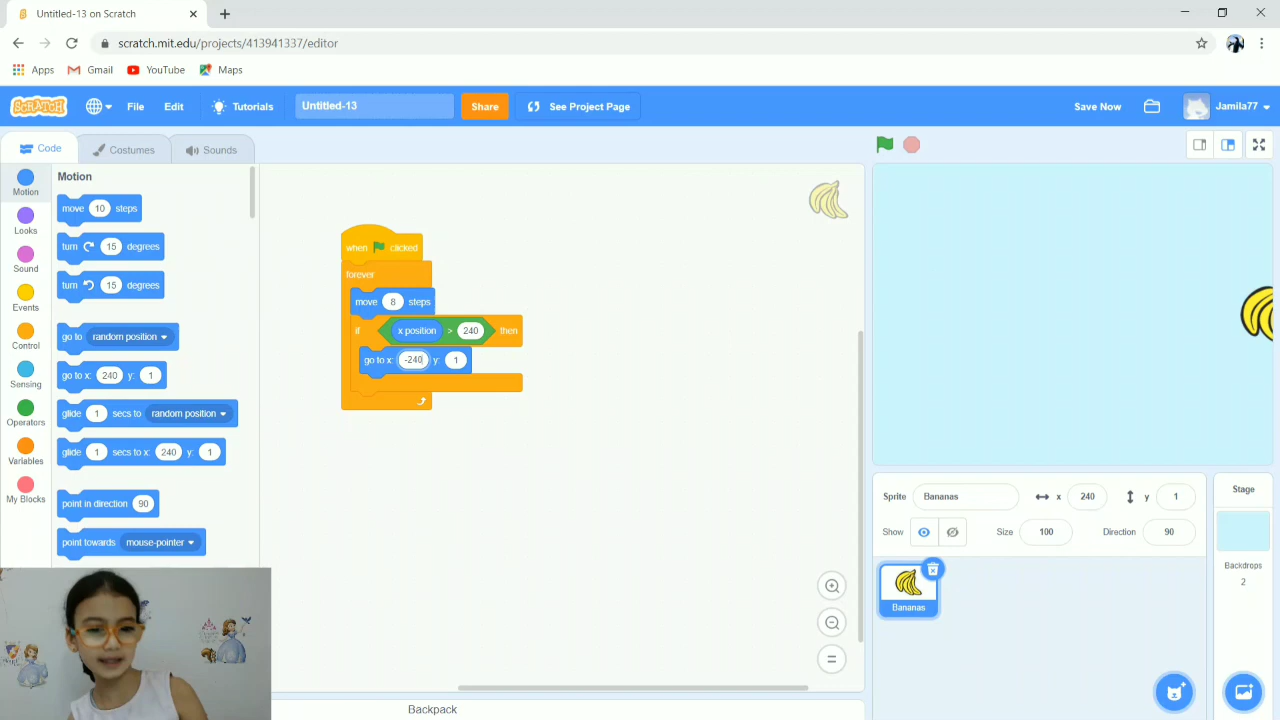 Untitled-13 on Scratch
scratch.mit.edu/projects/413941337/editor
Apps Gmail YouTube Maps
SCRATCH File Edit Tutorials Untitled-13 Share See Project Page Save Now Jamila77
Code Costumes Sounds
Motion
Looks
Sound
Events
Control
Sensing
Operators
Variables
My Blocks
Motion
move 10 steps
turn 15 degrees
turn 15 degrees
go to random position
go to x: 240 y: 1
glide 1 secs to random position
glide 1 secs to x: 240 y: 1
point in direction 90
point towards mouse-pointer
when clicked
forever
move 8 steps
if x position > 240 then
go to x: -240 y: 1
Sprite Bananas x 240 y 1
Show Size 100 Direction 90
Bananas
Stage
Backdrops
2
Backpack